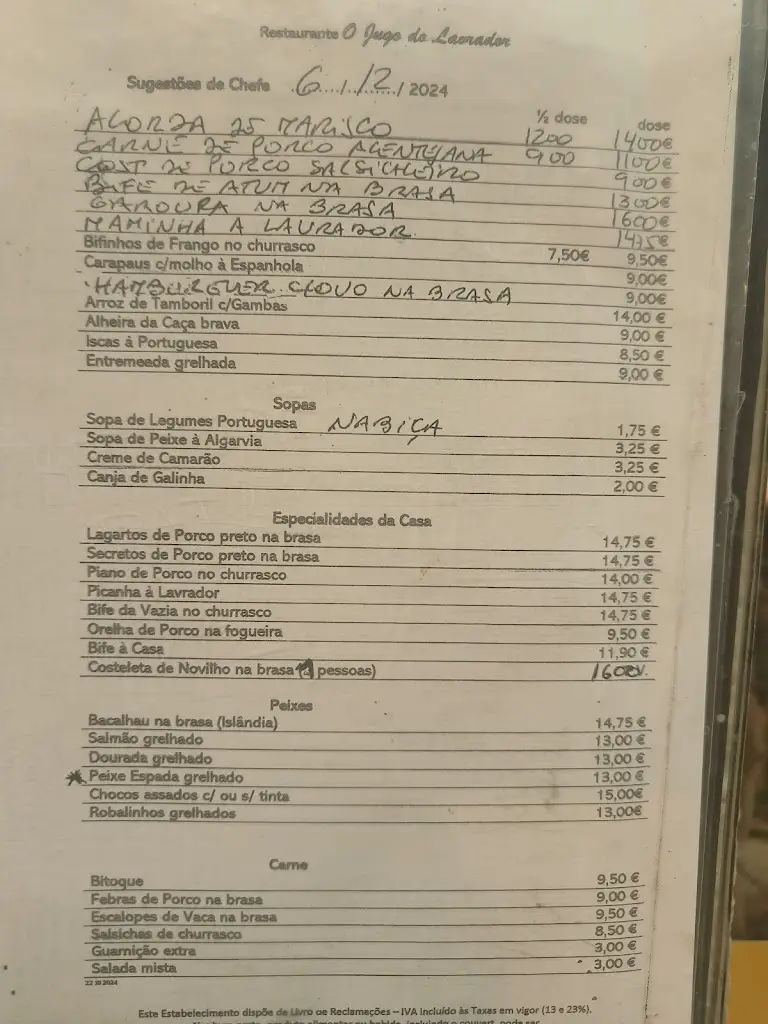 Restaurante O Jugo do Lavrador
Sugestões de Chefe 6.../12..../ 2024
½ dose dose
AÇORDA DE MARISCO 1200 1400€
CARNE DE PORCO ALENTEJANA 900 1100€
COST DE PORCO SALSICHEIRO 900€
BIFE DE ATUM NA BRASA 1300€
GAROURA NA BRASA 1600€
MAMINHA A LAVRADOR 1475€
Bifinhos de Frango no churrasco 7,50€ 9,50€
Carapaus c/molho à Espanhola 9,00€
HAMBURGUER C/OVO NA BRASA 9,00€
Arroz de Tamboril c/Gambas 14,00 €
Alheira da Caça brava 9,00 €
Iscas à Portuguesa 8,50 €
Entremeada grelhada 9,00 €
Sopas
Sopa de Legumes Portuguesa NABIÇA 1,75 €
Sopa de Peixe à Algarvia 3,25 €
Creme de Camarão 3,25 €
Canja de Galinha 2,00 €
Especialidades da Casa
Lagartos de Porco preto na brasa 14,75 €
Secretos de Porco preto na brasa 14,75 €
Piano de Porco no churrasco 14,00 €
Picanha à Lavrador 14,75 €
Bife da Vazia no churrasco 14,75 €
Orelha de Porco na fogueira 9,50 €
Bife à Casa 11,90 €
Costeleta de Novilho na brasa pessoas)
Peixes
Bacalhau na brasa (Islândia) 14,75 €
Salmão grelhado 13,00 €
Dourada grelhado 13,00 €
* Peixe Espada grelhado 13,00 €
Chocos assados c/ ou s/ tinta 15,00€
Robalinhos grelhados 13,00€
Carne
Bitoque 9,50 €
Febras de Porco na brasa 9,00 €
Escalopes de Vaca na brasa 9,50 €
Salsichas de churrasco 8,50 €
Guarnição extra 3,00 €
Salada mista 3,00 €
22 10 2024
Este Estabelecimento dispõe de Livro de Reclamações – IVA Incluído às Taxes em vigor (13 e 23%).